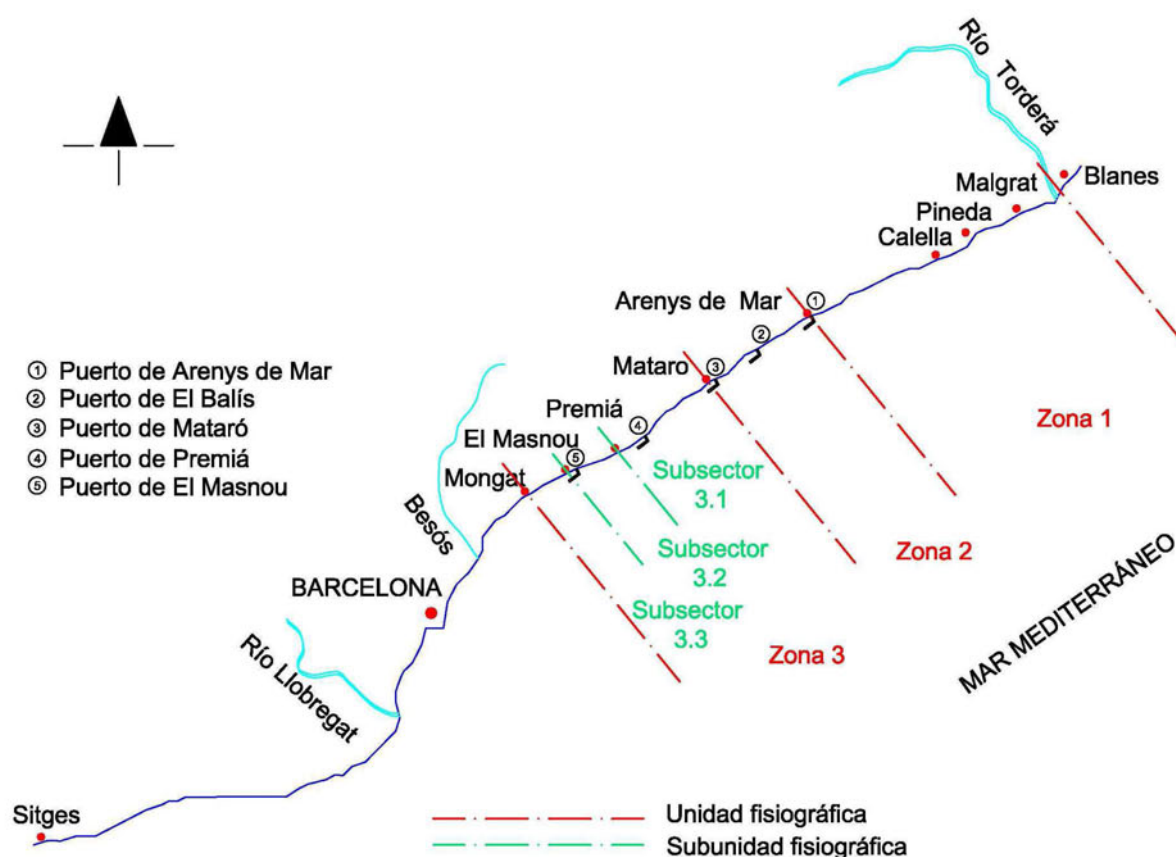 Río Torderá
Blanes
Malgrat
Pineda
Calella
Arenys de Mar
①
②
Mataro
③
Premiá
④
El Masnou
⑤
Mongat
① Puerto de Arenys de Mar
② Puerto de El Balís
③ Puerto de Mataró
④ Puerto de Premiá
⑤ Puerto de El Masnou
Zona 1
Subsector
3.1
Zona 2
Subsector
3.2
Subsector
3.3
Zona 3
Besós
BARCELONA
Río Llobregat
MAR MEDITERRÁNEO
Sitges
Unidad fisiográfica
Subunidad fisiográfica